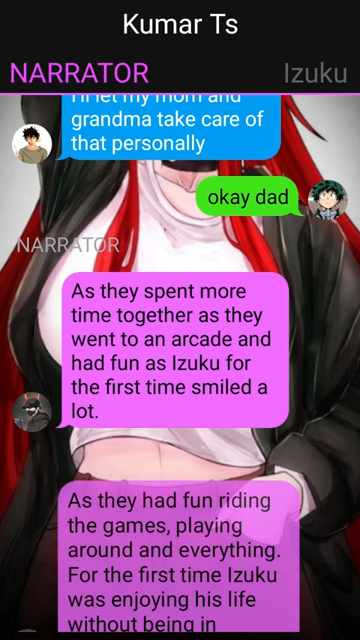 Kumar Ts
NARRATOR
Izuku
I'll let my mom and
grandma take care of
that personally
okay dad
NARRATOR
As they spent more
time together as they
went to an arcade and
had fun as Izuku for
the first time smiled a
lot.
As they had fun riding
the games, playing
around and everything.
For the first time Izuku
was enjoying his life
without being in